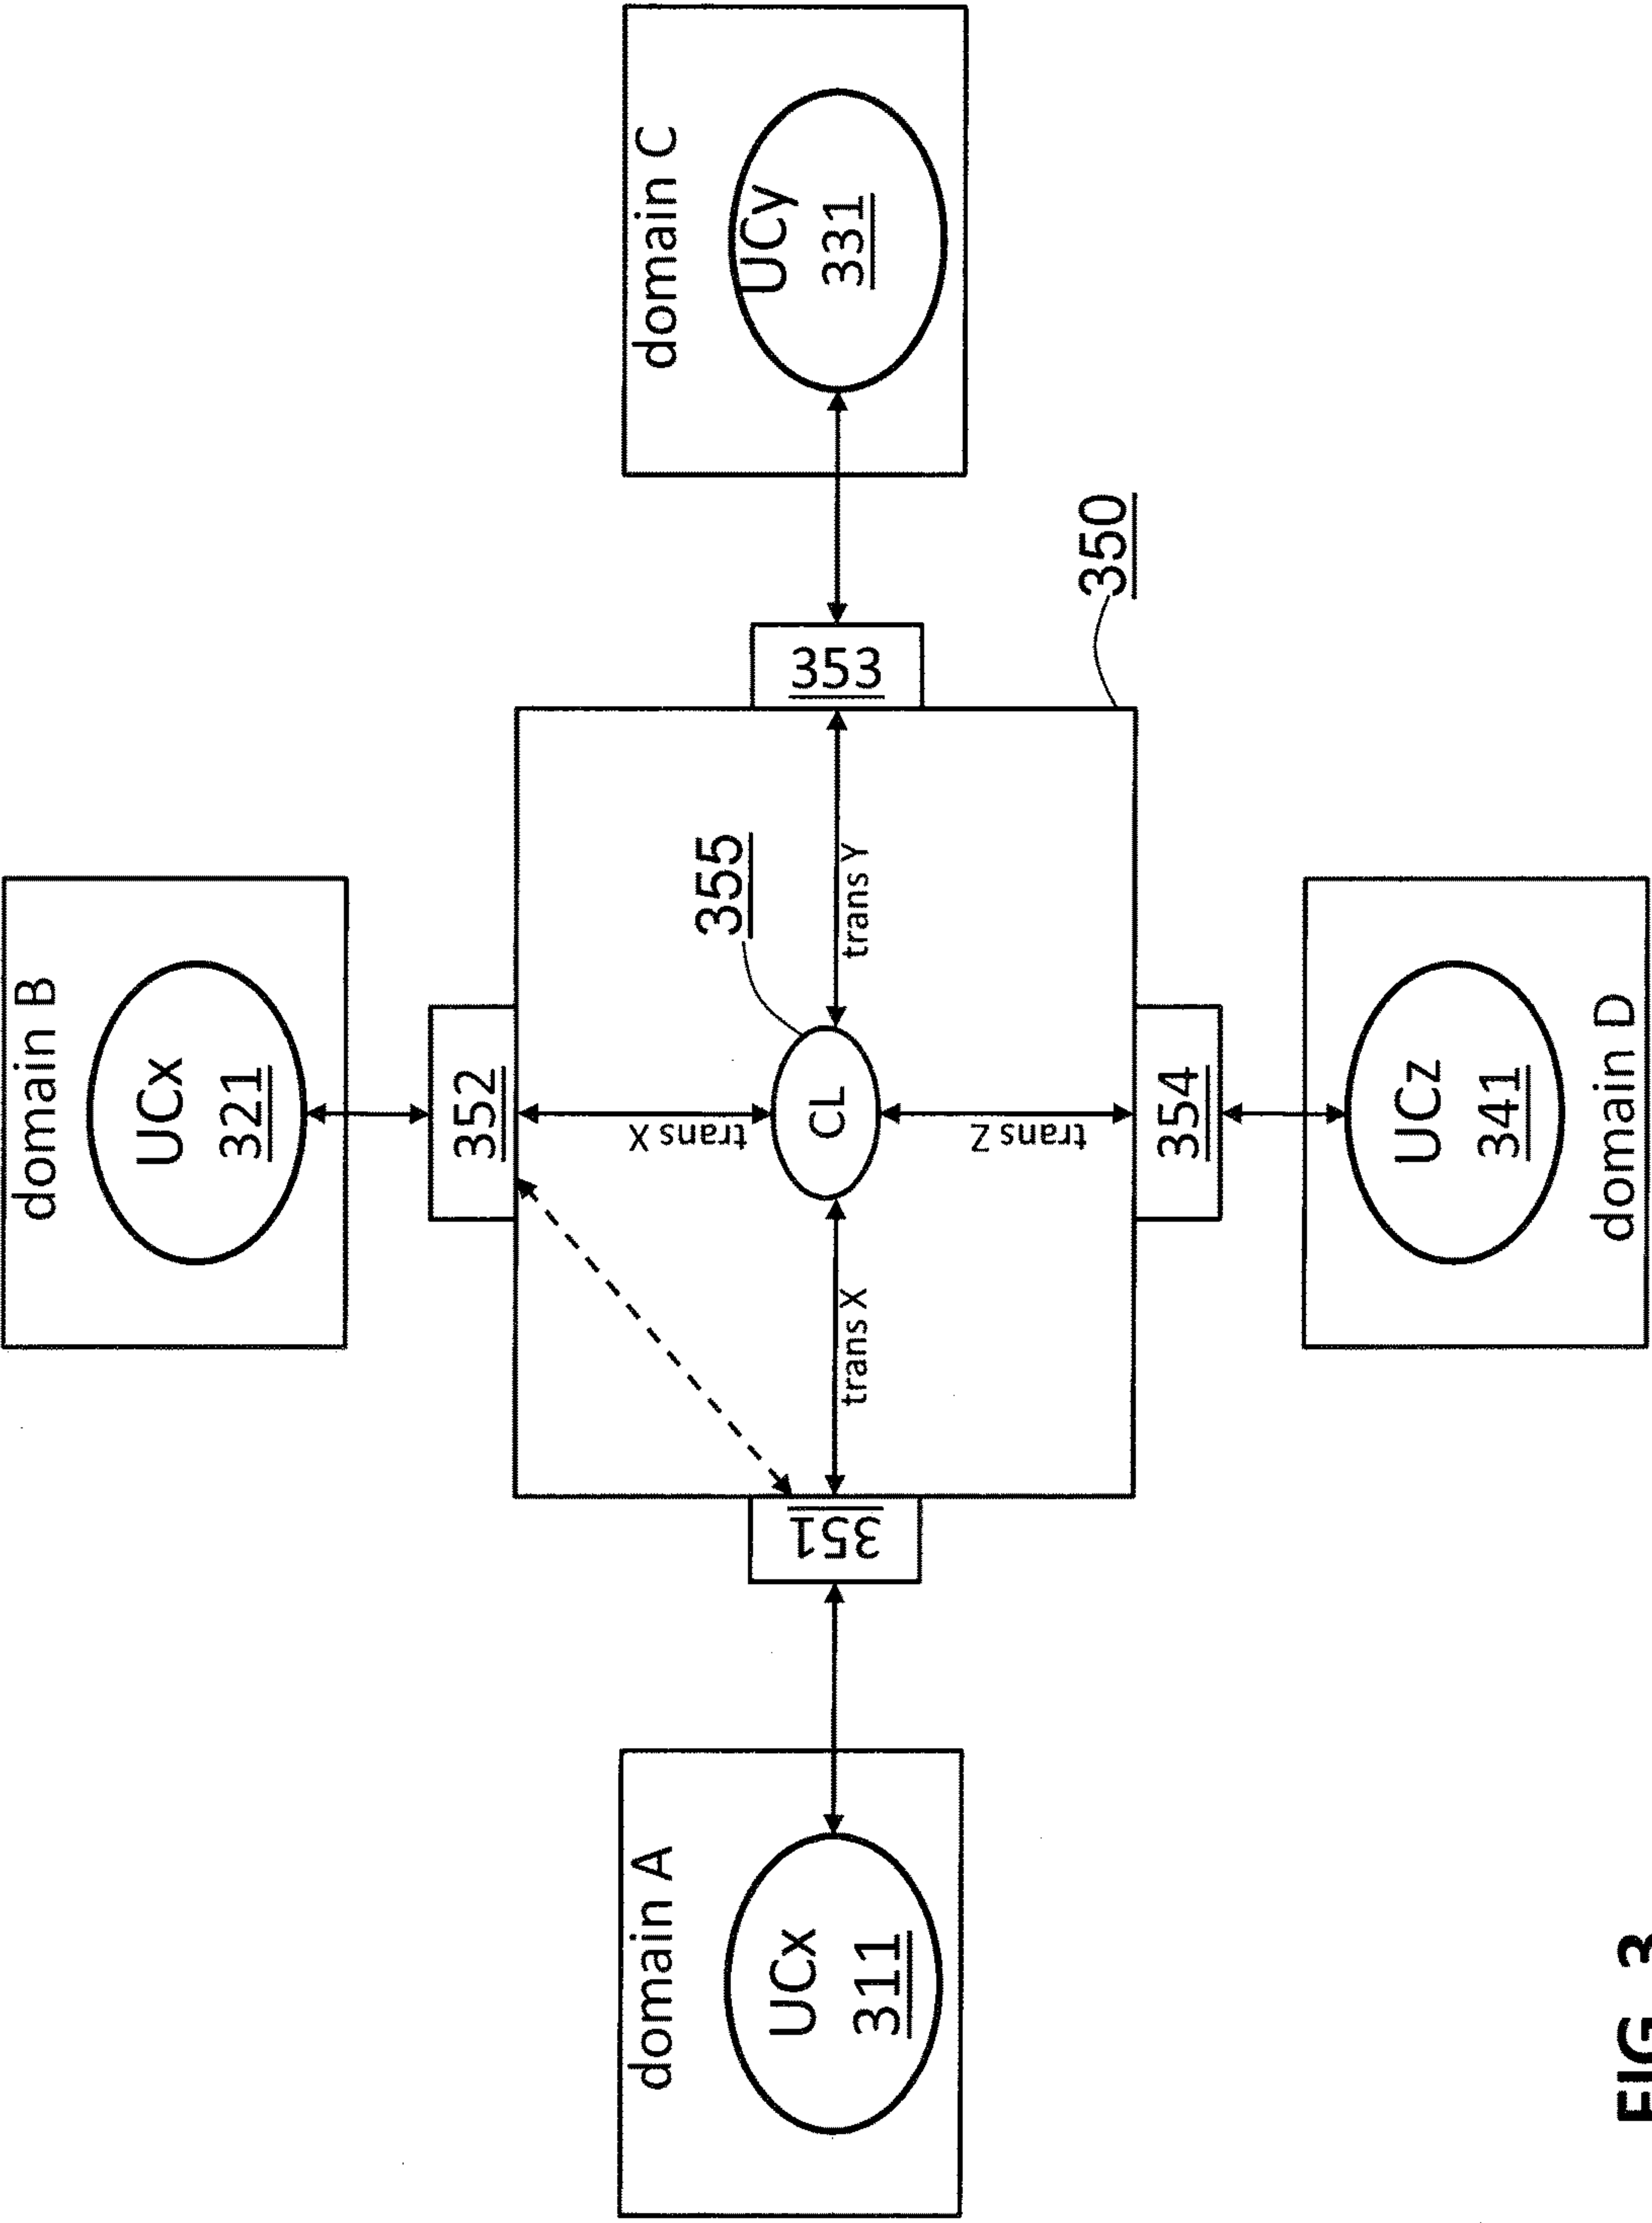 domain B
UCx
321
352
domain A
UCx
311
351
trans X
trans X
CL
355
trans Y
trans Z
353
domain C
UCy
331
350
354
UCz
341
domain D
FIG. 3